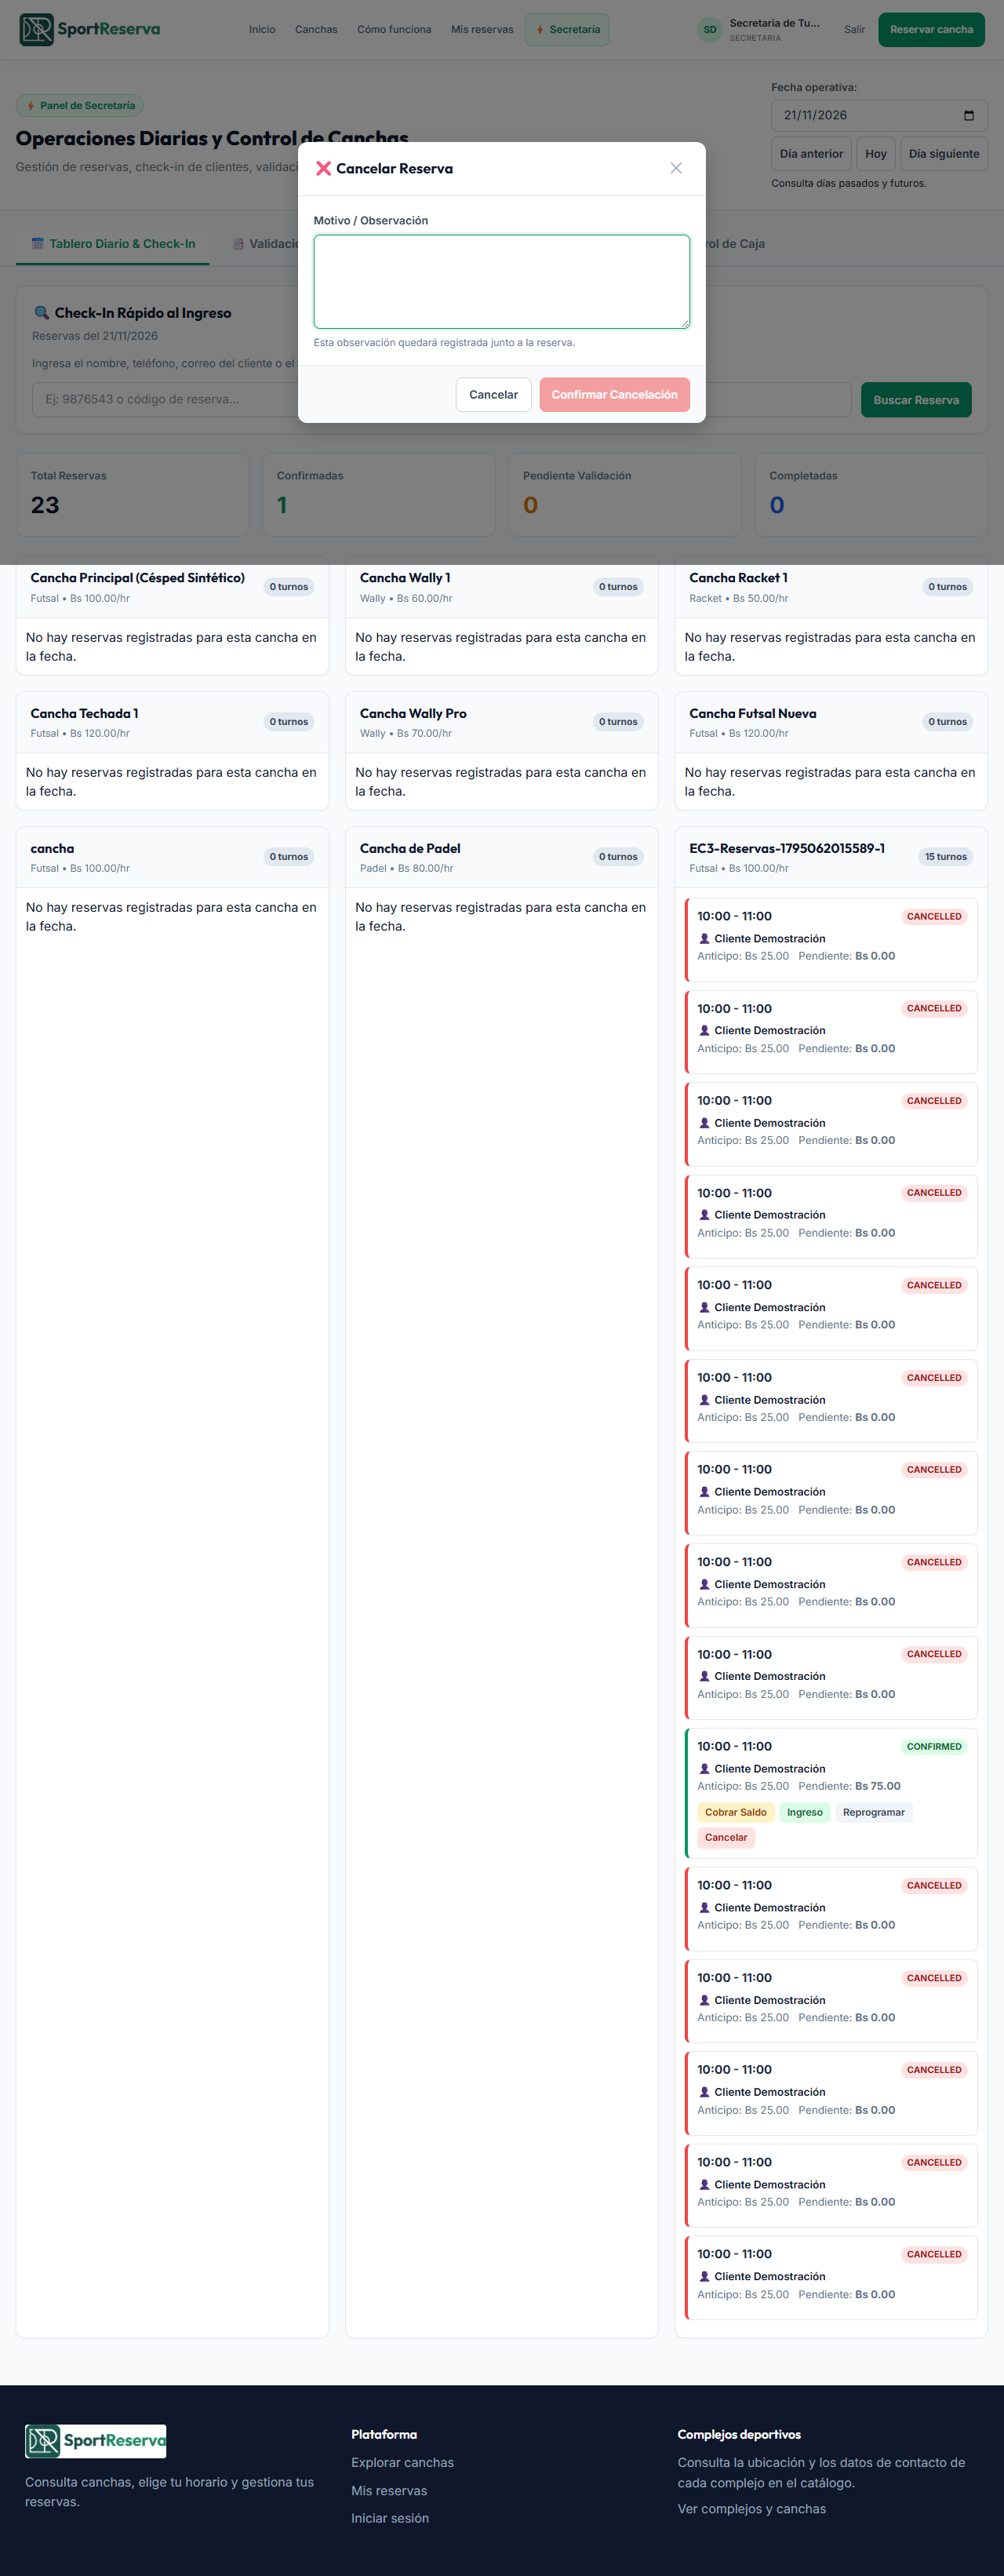 SportReserva
Inicio
Canchas
Cómo funciona
Mis reservas
Secretaría
SD
Secretaria de Tu...
SECRETARIA
Salir
Reservar cancha
Panel de Secretaría
Operaciones Diarias y Control de Canchas
Gestión de reservas, check-in de clientes, validaci
Fecha operativa:
21/11/2026
Día anterior
Hoy
Día siguiente
Consulta días pasados y futuros.
Cancelar Reserva
Motivo / Observación
Esta observación quedará registrada junto a la reserva.
Cancelar
Confirmar Cancelación
Tablero Diario & Check-In
Validació
rol de Caja
Check-In Rápido al Ingreso
Reservas del 21/11/2026
Ingresa el nombre, teléfono, correo del cliente o el
Ej: 9876543 o código de reserva...
Buscar Reserva
Total Reservas
23
Confirmadas
1
Pendiente Validación
0
Completadas
0
Cancha Principal (Césped Sintético)
Futsal • Bs 100.00/hr
0 turnos
No hay reservas registradas para esta cancha en
la fecha.
Cancha Wally 1
Wally • Bs 60.00/hr
0 turnos
No hay reservas registradas para esta cancha en
la fecha.
Cancha Racket 1
Racket • Bs 50.00/hr
0 turnos
No hay reservas registradas para esta cancha en
la fecha.
Cancha Techada 1
Futsal • Bs 120.00/hr
0 turnos
No hay reservas registradas para esta cancha en
la fecha.
Cancha Wally Pro
Wally • Bs 70.00/hr
0 turnos
No hay reservas registradas para esta cancha en
la fecha.
Cancha Futsal Nueva
Futsal • Bs 120.00/hr
0 turnos
No hay reservas registradas para esta cancha en
la fecha.
cancha
Futsal • Bs 100.00/hr
0 turnos
No hay reservas registradas para esta cancha en
la fecha.
Cancha de Padel
Padel • Bs 80.00/hr
0 turnos
No hay reservas registradas para esta cancha en
la fecha.
EC3-Reservas-1795062015589-1
Futsal • Bs 100.00/hr
15 turnos
10:00 - 11:00 CANCELLED
Cliente Demostración
Anticipo: Bs 25.00 Pendiente: Bs 0.00
10:00 - 11:00 CANCELLED
Cliente Demostración
Anticipo: Bs 25.00 Pendiente: Bs 0.00
10:00 - 11:00 CANCELLED
Cliente Demostración
Anticipo: Bs 25.00 Pendiente: Bs 0.00
10:00 - 11:00 CANCELLED
Cliente Demostración
Anticipo: Bs 25.00 Pendiente: Bs 0.00
10:00 - 11:00 CANCELLED
Cliente Demostración
Anticipo: Bs 25.00 Pendiente: Bs 0.00
10:00 - 11:00 CANCELLED
Cliente Demostración
Anticipo: Bs 25.00 Pendiente: Bs 0.00
10:00 - 11:00 CANCELLED
Cliente Demostración
Anticipo: Bs 25.00 Pendiente: Bs 0.00
10:00 - 11:00 CANCELLED
Cliente Demostración
Anticipo: Bs 25.00 Pendiente: Bs 0.00
10:00 - 11:00 CANCELLED
Cliente Demostración
Anticipo: Bs 25.00 Pendiente: Bs 0.00
10:00 - 11:00 CONFIRMED
Cliente Demostración
Anticipo: Bs 25.00 Pendiente: Bs 75.00
Cobrar Saldo Ingreso Reprogramar
Cancelar
10:00 - 11:00 CANCELLED
Cliente Demostración
Anticipo: Bs 25.00 Pendiente: Bs 0.00
10:00 - 11:00 CANCELLED
Cliente Demostración
Anticipo: Bs 25.00 Pendiente: Bs 0.00
10:00 - 11:00 CANCELLED
Cliente Demostración
Anticipo: Bs 25.00 Pendiente: Bs 0.00
10:00 - 11:00 CANCELLED
Cliente Demostración
Anticipo: Bs 25.00 Pendiente: Bs 0.00
10:00 - 11:00 CANCELLED
Cliente Demostración
Anticipo: Bs 25.00 Pendiente: Bs 0.00
SportReserva
Consulta canchas, elige tu horario y gestiona tus
reservas.
Plataforma
Explorar canchas
Mis reservas
Iniciar sesión
Complejos deportivos
Consulta la ubicación y los datos de contacto de
cada complejo en el catálogo.
Ver complejos y canchas